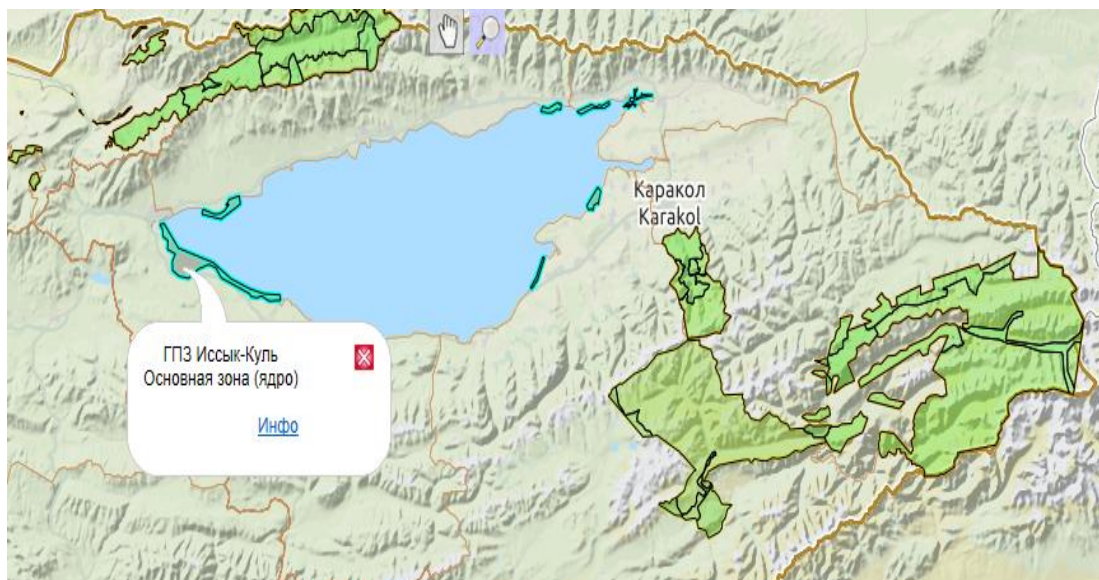 Каракол
Karakol
ГПЗ Иссык-Куль
Основная зона (ядро)
Инфо